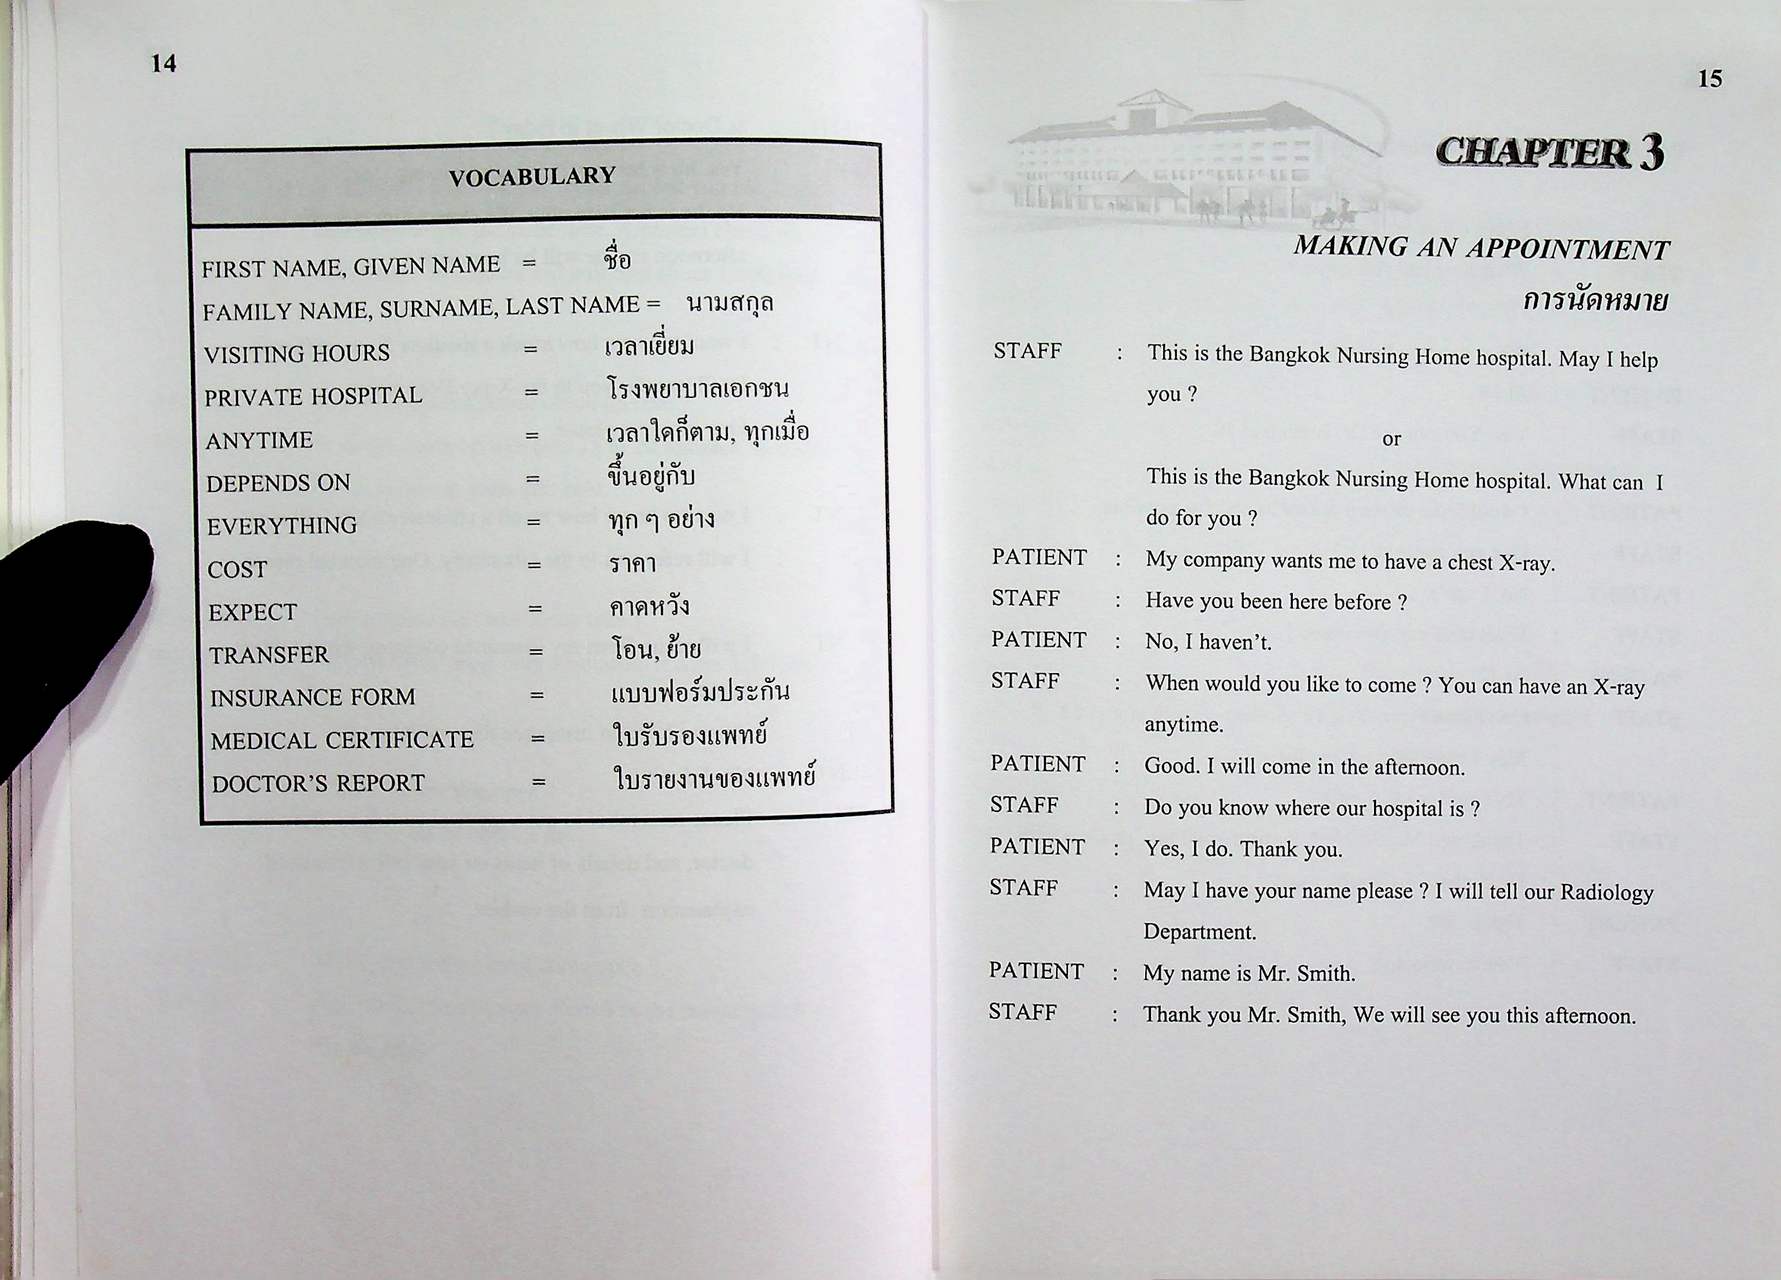 14
VOCABULARY
FIRST NAME, GIVEN NAME = ชื่อ
FAMILY NAME, SURNAME, LAST NAME = นามสกุล
VISITING HOURS = เวลาเยี่ยม
PRIVATE HOSPITAL = โรงพยาบาลเอกชน
ANYTIME = เวลาใดก็ตาม, ทุกเมื่อ
DEPENDS ON = ขึ้นอยู่กับ
EVERYTHING = ทุก ๆ อย่าง
COST = ราคา
EXPECT = คาดหวัง
TRANSFER = โอน, ย้าย
INSURANCE FORM = แบบฟอร์มประกัน
MEDICAL CERTIFICATE = ใบรับรองแพทย์
DOCTOR'S REPORT = ใบรายงานของแพทย์
15
CHAPTER 3
MAKING AN APPOINTMENT
การนัดหมาย
STAFF : This is the Bangkok Nursing Home hospital. May I help
you ?
or
This is the Bangkok Nursing Home hospital. What can I
do for you ?
PATIENT : My company wants me to have a chest X-ray.
STAFF : Have you been here before ?
PATIENT : No, I haven't.
STAFF : When would you like to come ? You can have an X-ray
anytime.
PATIENT : Good. I will come in the afternoon.
STAFF : Do you know where our hospital is ?
PATIENT : Yes, I do. Thank you.
STAFF : May I have your name please ? I will tell our Radiology
Department.
PATIENT : My name is Mr. Smith.
STAFF : Thank you Mr. Smith, We will see you this afternoon.